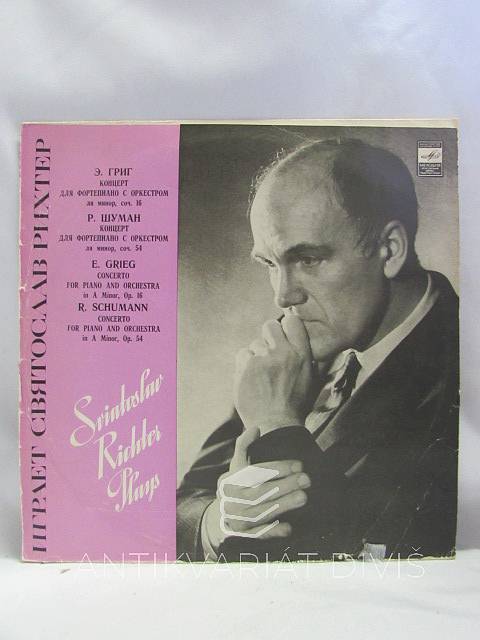 ИГРАЕТ СВЯТОСЛАВ РИХТЕР
Э. ГРИГ
КОНЦЕРТ
ДЛЯ ФОРТЕПИАНО С ОРКЕСТРОМ
ля минор, соч. 16
Р. ШУМАН
КОНЦЕРТ
ДЛЯ ФОРТЕПИАНО С ОРКЕСТРОМ
ля минор, соч. 54
E. GRIEG
CONCERTO
FOR PIANO AND ORCHESTRA
in A Minor, Op. 16
R. SCHUMANN
CONCERTO
FOR PIANO AND ORCHESTRA
in A Minor, Op. 54
Sviatoslav
Richter
Plays
ANTIKVARIÁT DIVIŠ